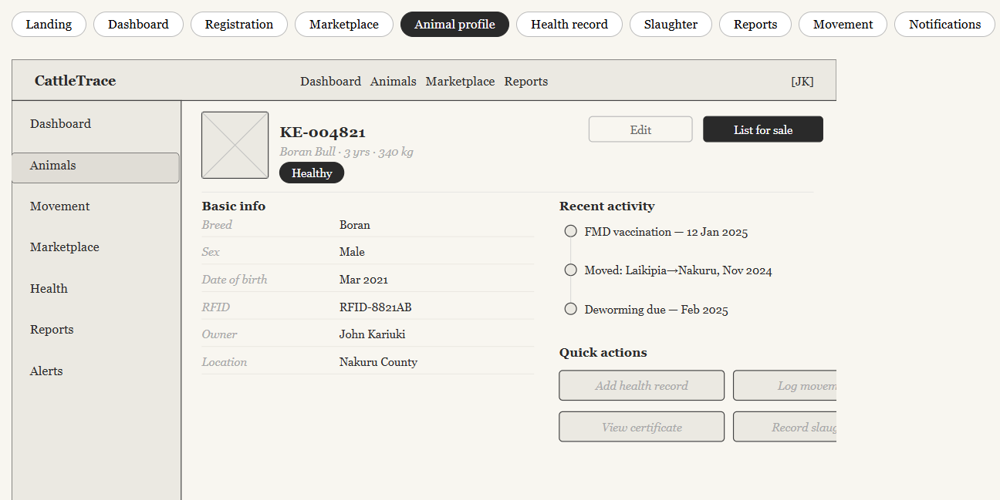 Landing Dashboard Registration Marketplace Animal profile Health record Slaughter Reports Movement Notifications
CattleTrace Dashboard Animals Marketplace Reports [JK]
Dashboard
Animals
Movement
Marketplace
Health
Reports
Alerts
KE-004821
Boran Bull · 3 yrs · 340 kg
Healthy
Edit List for sale
Basic info
Breed Boran
Sex Male
Date of birth Mar 2021
RFID RFID-8821AB
Owner John Kariuki
Location Nakuru County
Recent activity
FMD vaccination — 12 Jan 2025
Moved: Laikipia→Nakuru, Nov 2024
Deworming due — Feb 2025
Quick actions
Add health record Log movem
View certificate Record slaug